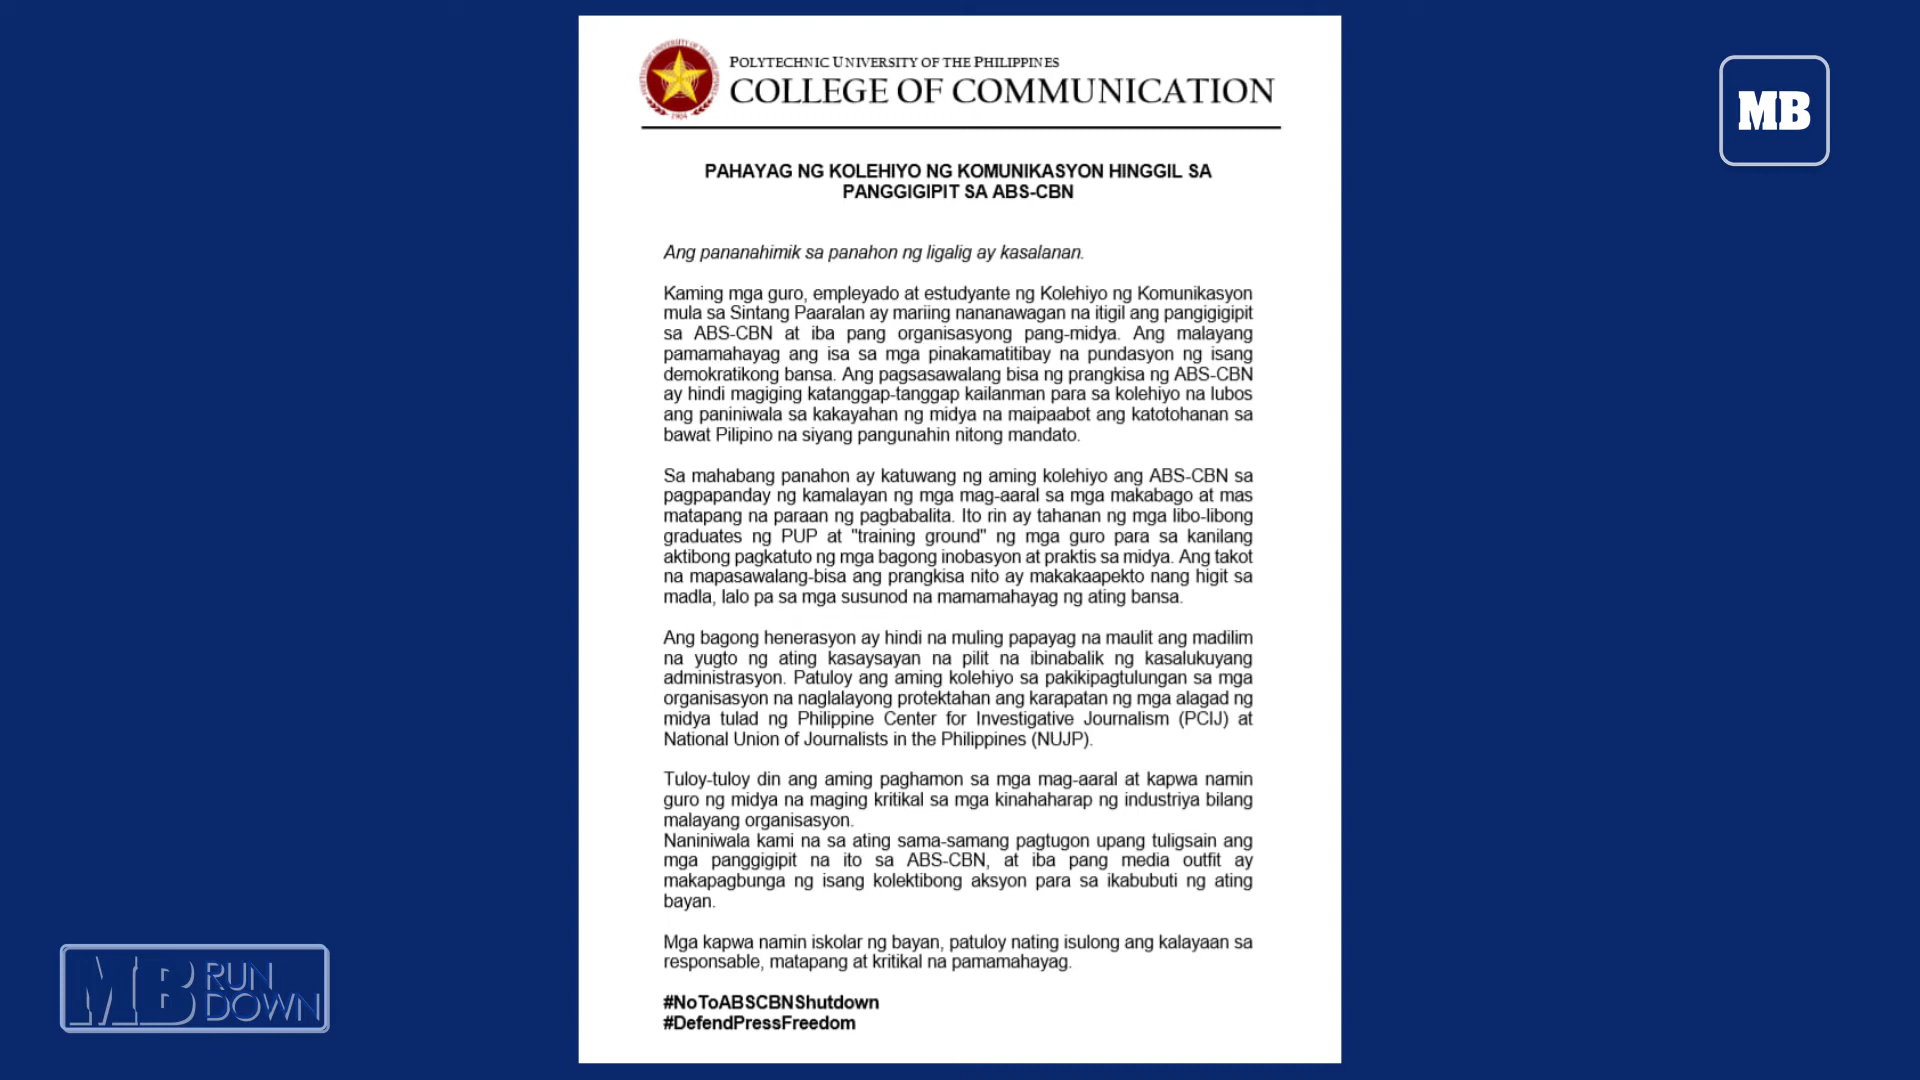 POLYTECHNIC UNIVERSITY OF THE PHILIPPINES
COLLEGE OF COMMUNICATION
1904
MB
PAHAYAG NG KOLEHIYO NG KOMUNIKASYON HINGGIL SA
PANGGIGIPIT SA ABS-CBN
Ang pananahimik sa panahon ng ligalig ay kasalanan.
Kaming mga guro, empleyado at estudyante ng Kolehiyo ng Komunikasyon
mula sa Sintang Paaralan ay mariing nananawagan na itigil ang pangigigipit
sa ABS-CBN at iba pang organisasyong pang-midya. Ang malayang
pamamahayag ang isa sa mga pinakamatitibay na pundasyon ng isang
demokratikong bansa. Ang pagsasawalang bisa ng prangkisa ng ABS-CBN
ay hindi magiging katanggap-tanggap kailanman para sa kolehiyo na lubos
ang paniniwala sa kakayahan ng midya na maipaabot ang katotohanan sa
bawat Pilipino na siyang pangunahin nitong mandato.
Sa mahabang panahon ay katuwang ng aming kolehiyo ang ABS-CBN sa
pagpapanday ng kamalayan ng mga mag-aaral sa mga makabago at mas
matapang na paraan ng pagbabalita. Ito rin ay tahanan ng mga libo-libong
graduates ng PUP at "training ground" ng mga guro para sa kanilang
aktibong pagkatuto ng mga bagong inobasyon at praktis sa midya. Ang takot
na mapasawalang-bisa ang prangkisa nito ay makakaapekto nang higit sa
madla, lalo pa sa mga susunod na mamamahayag ng ating bansa.
Ang bagong henerasyon ay hindi na muling papayag na maulit ang madilim
na yugto ng ating kasaysayan na pilit na ibinabalik ng kasalukuyang
administrasyon. Patuloy ang aming kolehiyo sa pakikipagtulungan sa mga
organisasyon na naglalayong protektahan ang karapatan ng mga alagad ng
midya tulad ng Philippine Center for Investigative Journalism (PCIJ) at
National Union of Journalists in the Philippines (NUJP).
Tuloy-tuloy din ang aming paghamon sa mga mag-aaral at kapwa namin
guro ng midya na maging kritikal sa mga kinahaharap ng industriya bilang
malayang organisasyon.
Naniniwala kami na sa ating sama-samang pagtugon upang tuligsain ang
mga panggigipit na ito sa ABS-CBN, at iba pang media outfit ay
makapagbunga ng isang kolektibong aksyon para sa ikabubuti ng ating
bayan.
Mga kapwa namin iskolar ng bayan, patuloy nating isulong ang kalayaan sa
responsable, matapang at kritikal na pamamahayag.
#NoToABSCBNShutdown
#DefendPressFreedom
MB RUN
DOWN